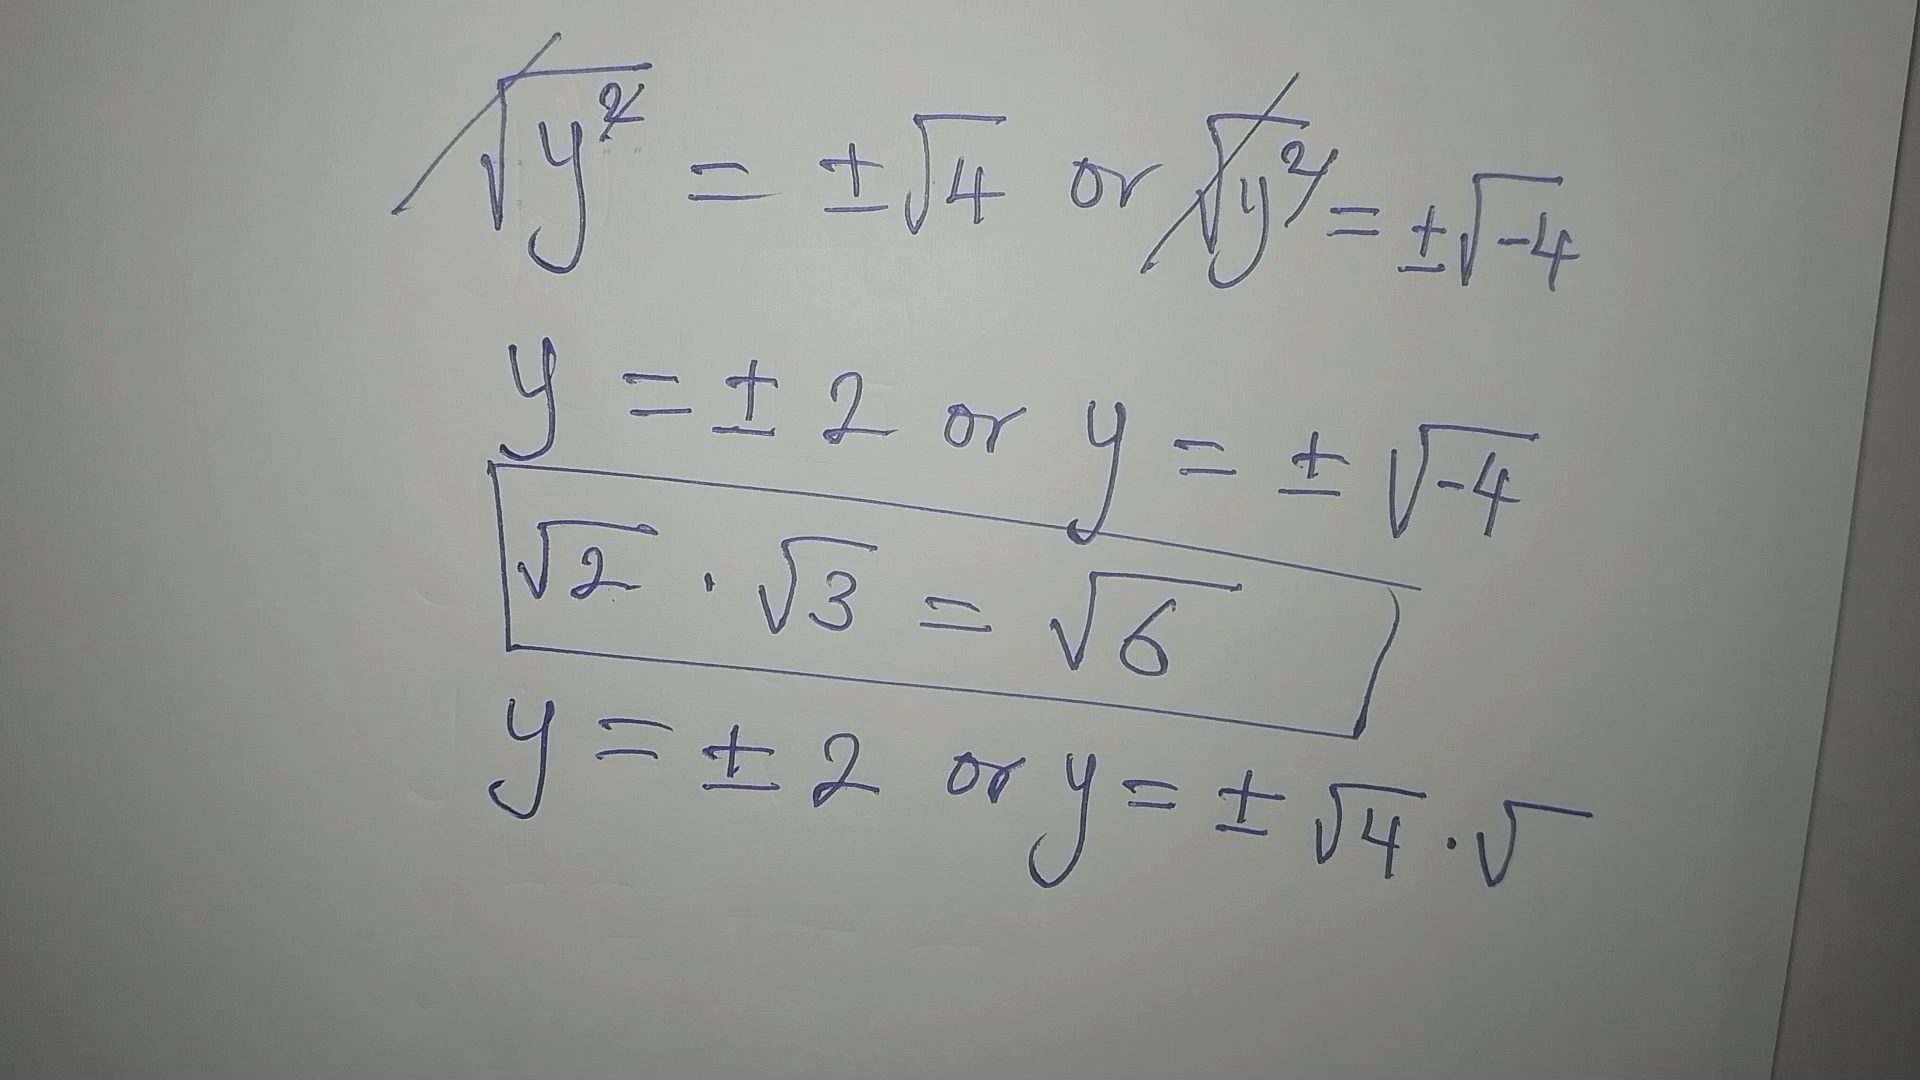 √y² = ±√4 or √y² = ±√-4
y = ± 2 or y = ± √-4
√2 · √3 = √6
y = ± 2 or y = ± √4 · √